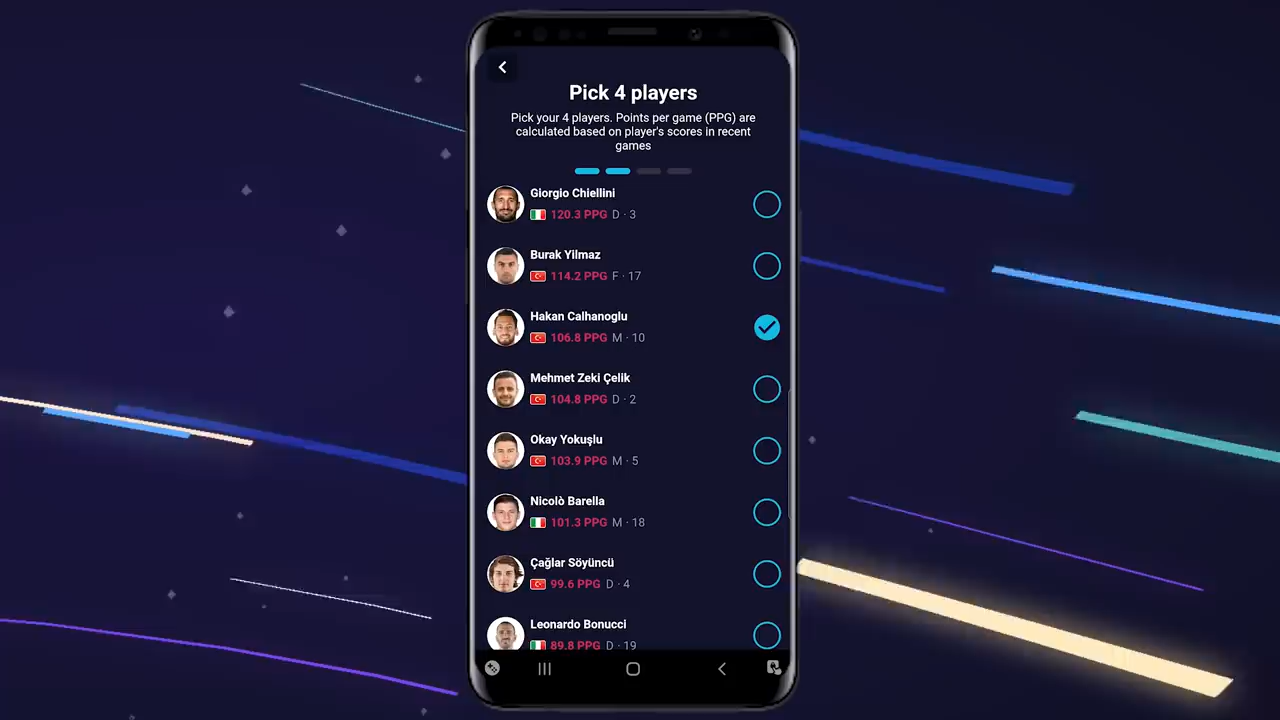 Pick 4 players
Pick your 4 players. Points per game (PPG) are
calculated based on player's scores in recent
games
Giorgio Chiellini
120.3 PPG D · 3
Burak Yilmaz
114.2 PPG F · 17
Hakan Calhanoglu
106.8 PPG M · 10
Mehmet Zeki Çelik
104.8 PPG D · 2
Okay Yokuşlu
103.9 PPG M · 5
Nicolò Barella
101.3 PPG M · 18
Çağlar Söyüncü
99.6 PPG D · 4
Leonardo Bonucci
89.8 PPG D · 19